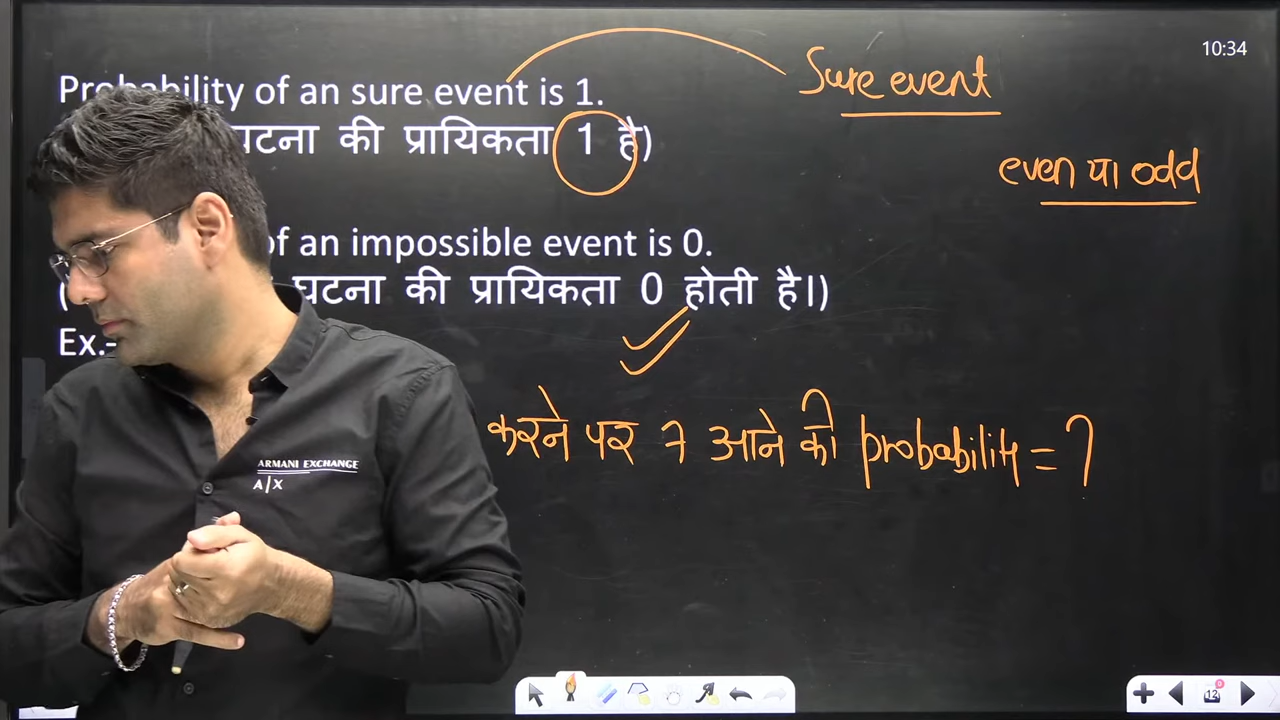 10:34
Probability of an sure event is 1.
Sure event
घटना की प्रायिकता 1 है)
even या odd
of an impossible event is 0.
( घटना की प्रायिकता 0 होती है।)
Ex.-
करने पर 7 आने की probability = ?
ARMANI EXCHANGE
A|X
12